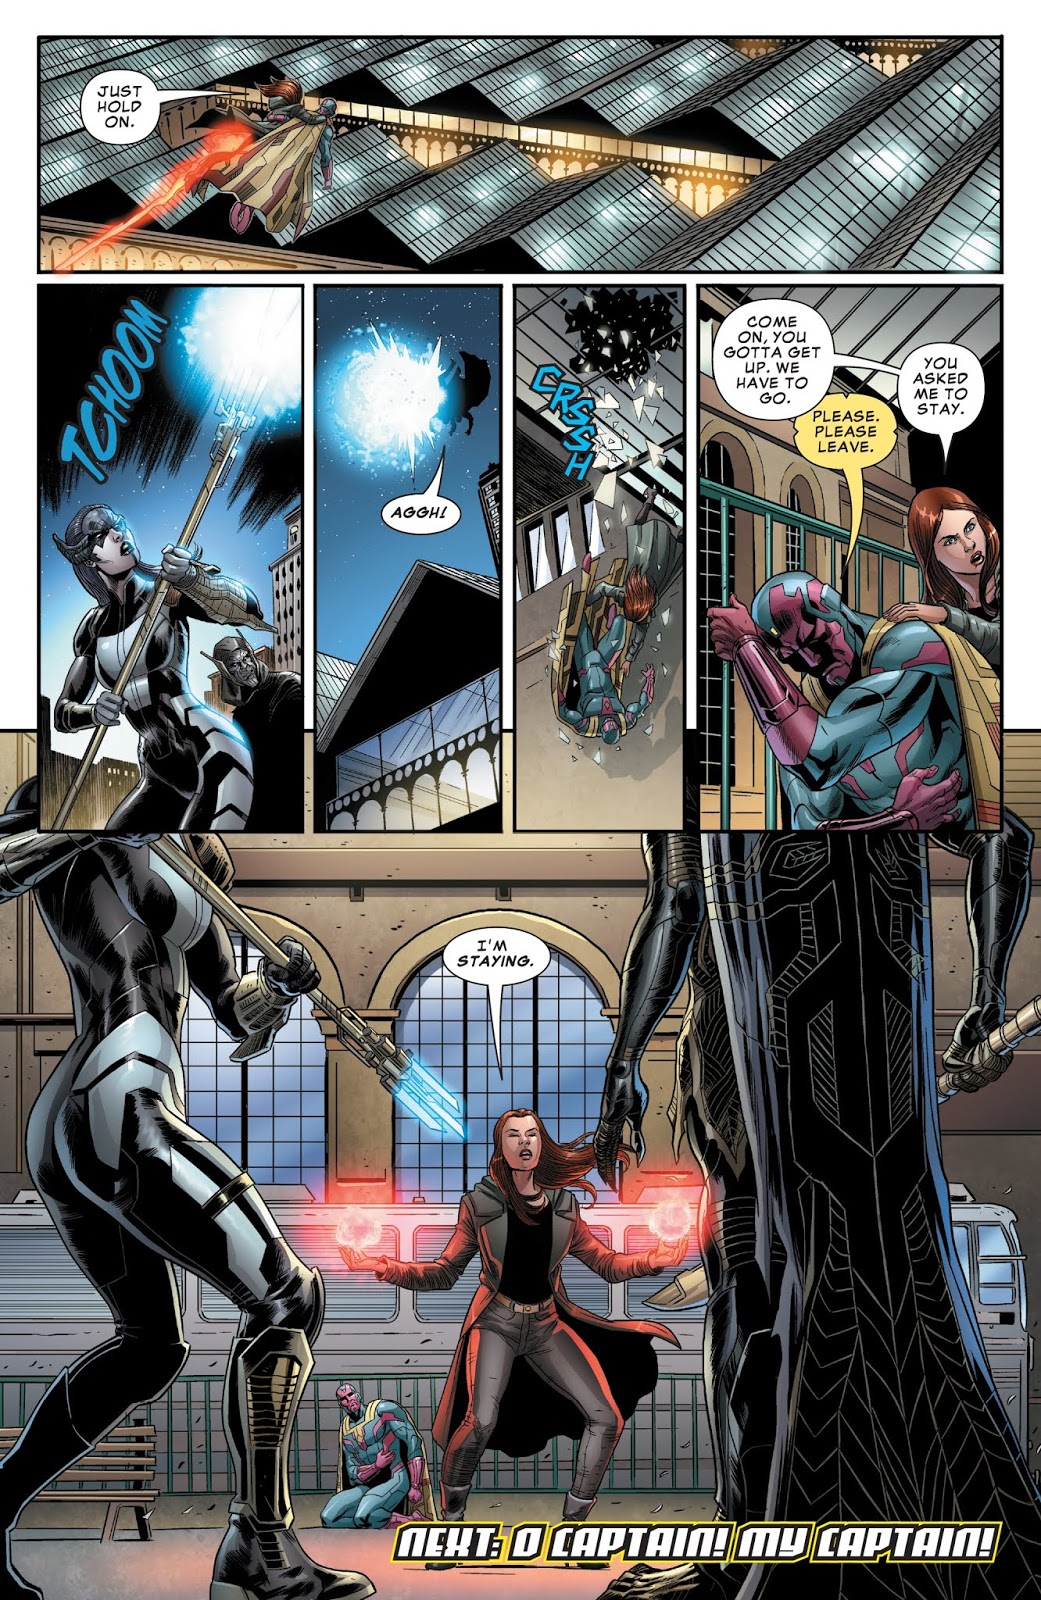 JUST
HOLD
ON.
TCHOOM
AGGH!
CRSSH
COME
ON, YOU
GOTTA GET
UP. WE
HAVE TO
GO.
PLEASE.
PLEASE
LEAVE.
YOU
ASKED
ME TO
STAY.
I'M
STAYING.
NEXT: O CAPTAIN! MY CAPTAIN!